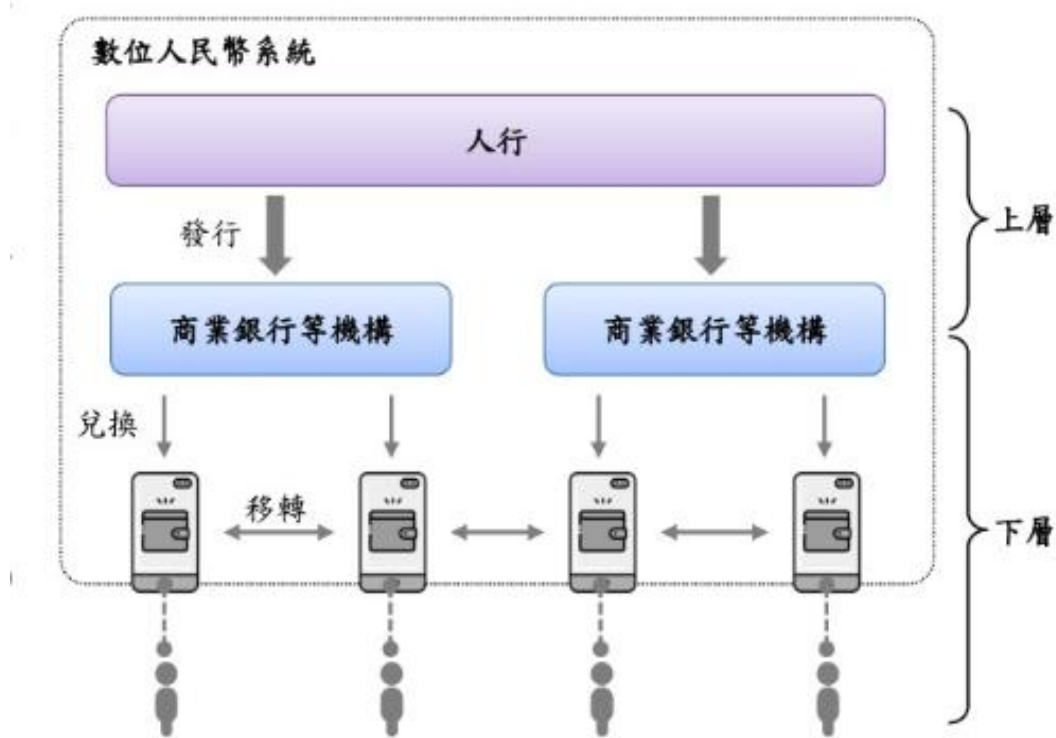 數位人民幣系統
人行
發行
上層
商業銀行等機構
商業銀行等機構
兌換
移轉
下層